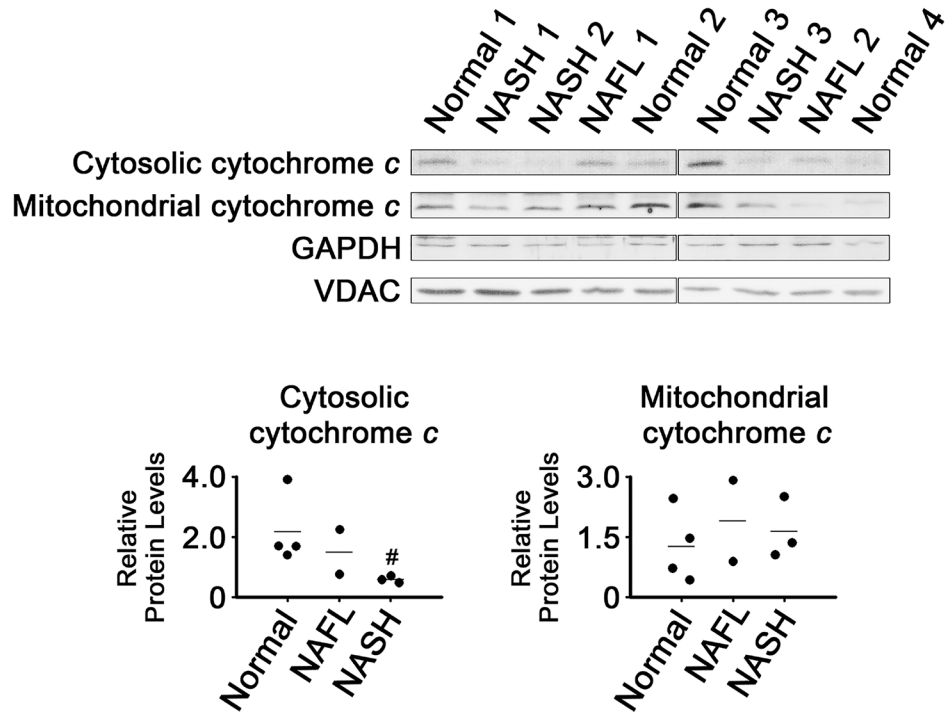 Normal 1
NASH 1
NASH 2
NAFL 1
Normal 2
Normal 3
NASH 3
NAFL 2
Normal 4
Cytosolic cytochrome c
Mitochondrial cytochrome c
GAPDH
VDAC
Cytosolic
cytochrome c
Relative
Protein Levels
4.0
2.0
0
#
Normal
NAFL
NASH
Mitochondrial
cytochrome c
Relative
Protein Levels
3.0
1.5
0
Normal
NAFL
NASH